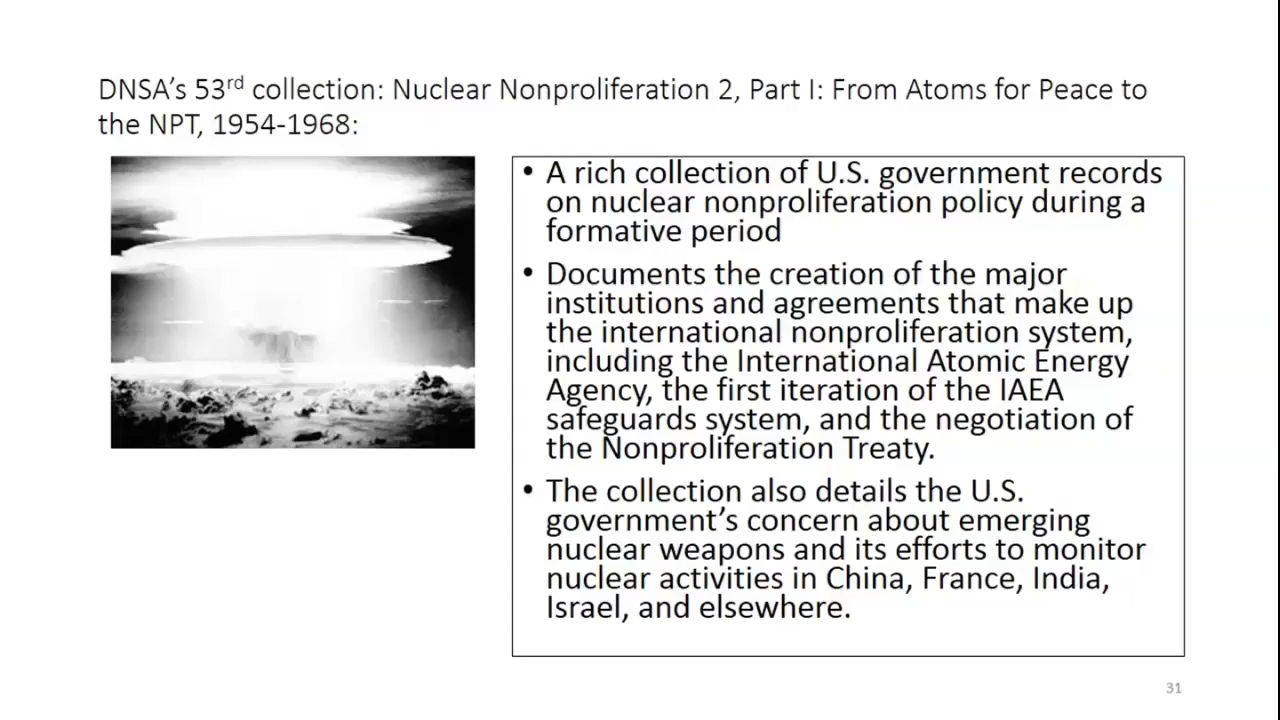 DNSA’s 53rd collection: Nuclear Nonproliferation 2, Part I: From Atoms for Peace to
the NPT, 1954-1968:
• A rich collection of U.S. government records
on nuclear nonproliferation policy during a
formative period
• Documents the creation of the major
institutions and agreements that make up
the international nonproliferation system,
including the International Atomic Energy
Agency, the first iteration of the IAEA
safeguards system, and the negotiation of
the Nonproliferation Treaty.
• The collection also details the U.S.
government’s concern about emerging
nuclear weapons and its efforts to monitor
nuclear activities in China, France, India,
Israel, and elsewhere.
31